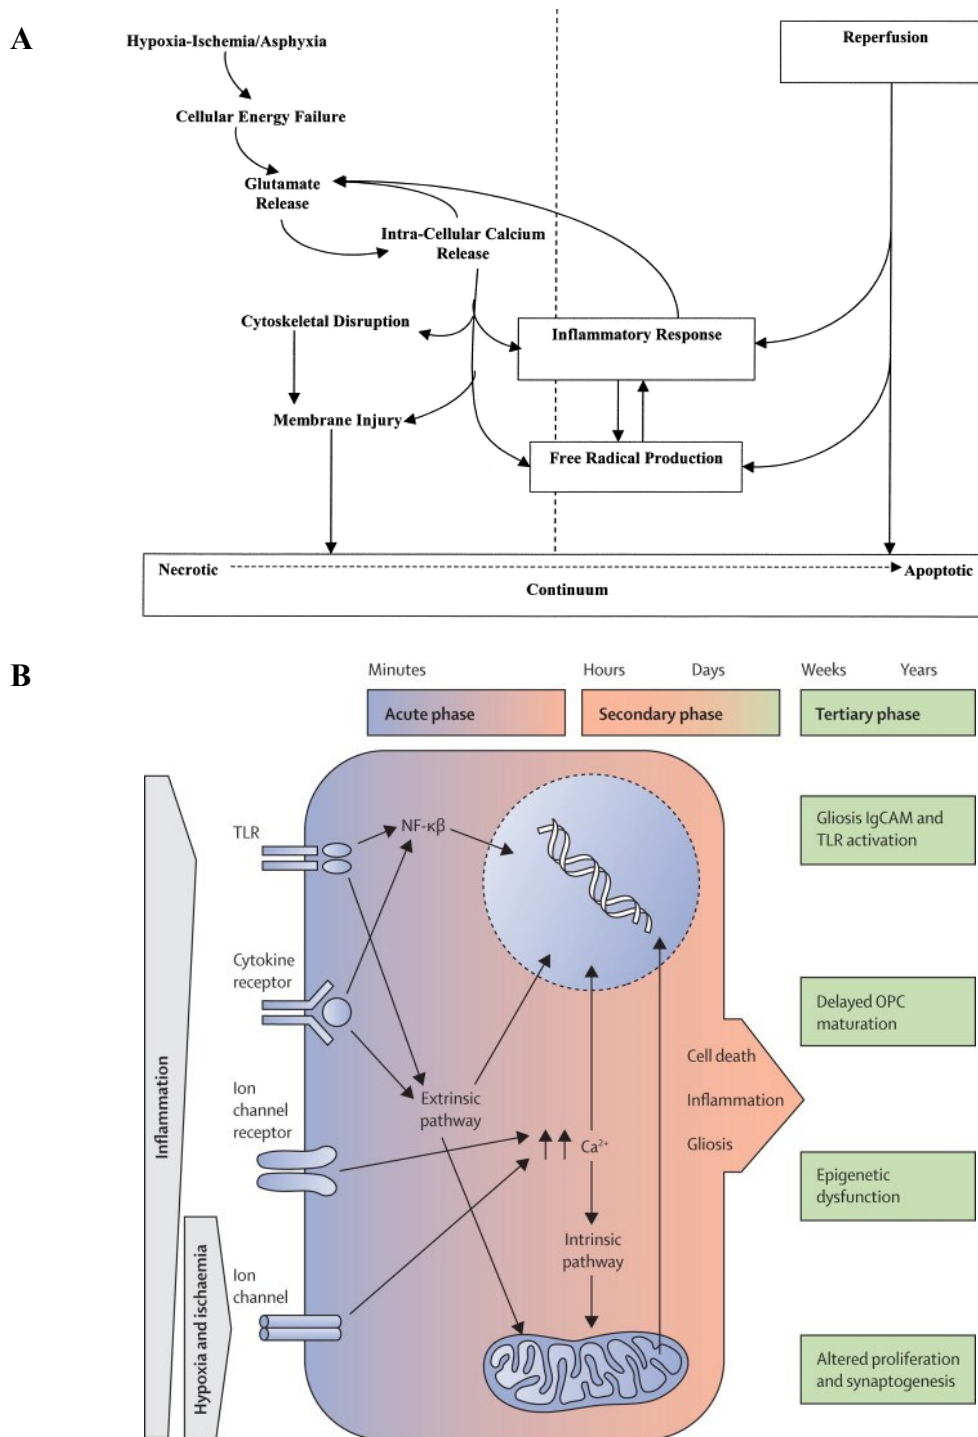 A
Hypoxia-Ischemia/Asphyxia
Reperfusion
Cellular Energy Failure
Glutamate
Release
Intra-Cellular Calcium
Release
Cytoskeletal Disruption
Inflammatory Response
Membrane Injury
Free Radical Production
Necrotic
Apoptotic
Continuum
B
Minutes
Hours
Days
Weeks
Years
Acute phase
Secondary phase
Tertiary phase
TLR
NF-κβ
Gliosis IgCAM and
TLR activation
Cytokine
receptor
Delayed OPC
maturation
Inflammation
Ion
channel
receptor
Extrinsic
pathway
Ca²⁺
Cell death
Inflammation
Gliosis
Epigenetic
dysfunction
Intrinsic
pathway
Hypoxia and ischaemia
Ion
channel
Altered proliferation
and synaptogenesis